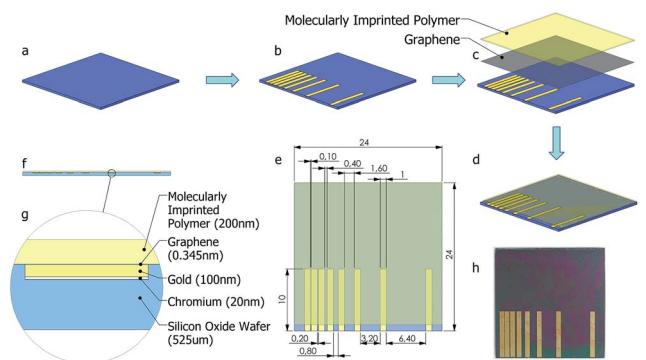 Molecularly Imprinted Polymer
Graphene
a
b
c
d
e
24
0,10
0,40
1,60
1
24
10
0,20
0,80
3,20
6,40
f
g
Molecularly
Imprinted
Polymer (200nm)
Graphene
(0.345nm)
Gold (100nm)
Chromium (20nm)
Silicon Oxide Wafer
(525um)
h